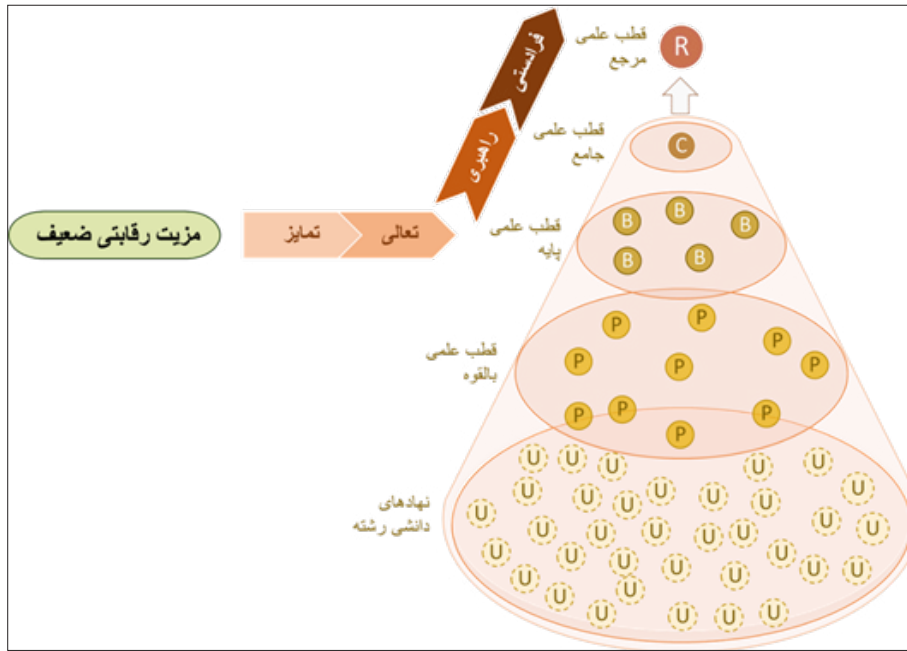 قطب علمی
مرجع
R
فرادستی
قطب علمی
جامع
C
راهبری
قطب علمی
پایه
B B B
B B
مزیت رقابتی ضعیف
تمایز
تعالی
قطب علمی
بالقوه
P P P
P P P
P P P
P
نهادهای
دانشی رشته
U U U U U
U U U U U U U
U U U U U U U U
U U U U U U U U
U U U
U U U U